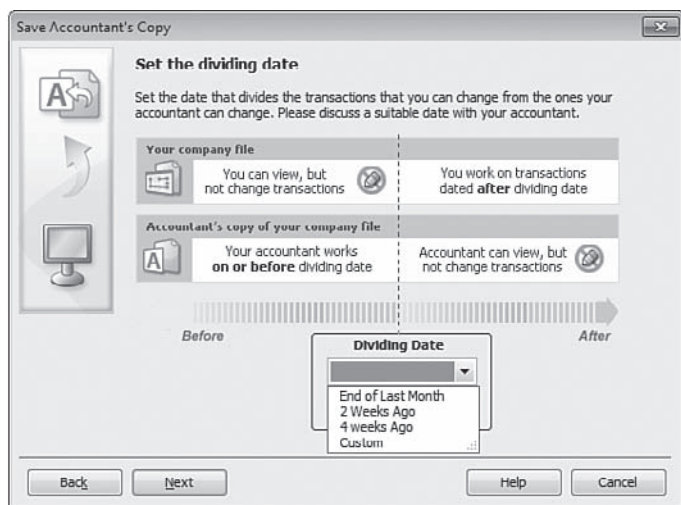 Save Accountant's Copy
Set the dividing date
Set the date that divides the transactions that you can change from the ones your
accountant can change. Please discuss a suitable date with your accountant.
Your company file
You can view, but
not change transactions
You work on transactions
dated after dividing date
Accountant's copy of your company file
A
Your accountant works
on or before dividing date
Accountant can view, but
not change transactions
Before
After
Dividing Date
End of Last Month
2 Weeks Ago
4 weeks Ago
Custom
Back
Next
Help
Cancel
A